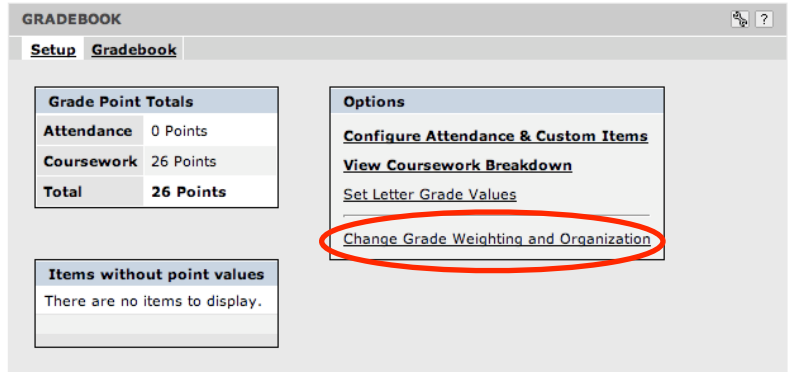 GRADEBOOK ?
Setup Gradebook
Grade Point Totals
Attendance 0 Points
Coursework 26 Points
Total 26 Points
Options
Configure Attendance & Custom Items
View Coursework Breakdown
Set Letter Grade Values
Change Grade Weighting and Organization
Items without point values
There are no items to display.